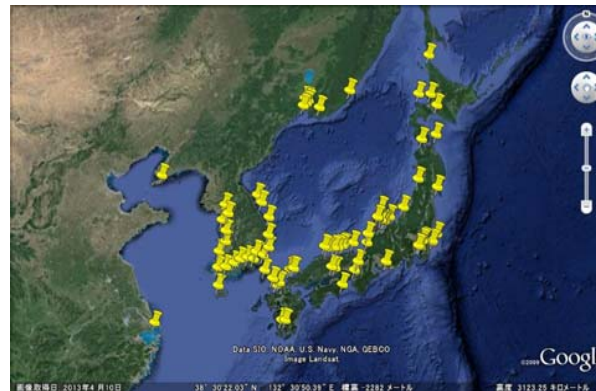 N
Data SIO, NOAA, U.S. Navy, NGA, GEBCO
Image Landsat
©2009 Google
画像取得日: 2013年4月10日 38° 30'22.03" N, 132° 30'50.39" E 標高 -2282 メートル 高度 3123.25 キロメートル